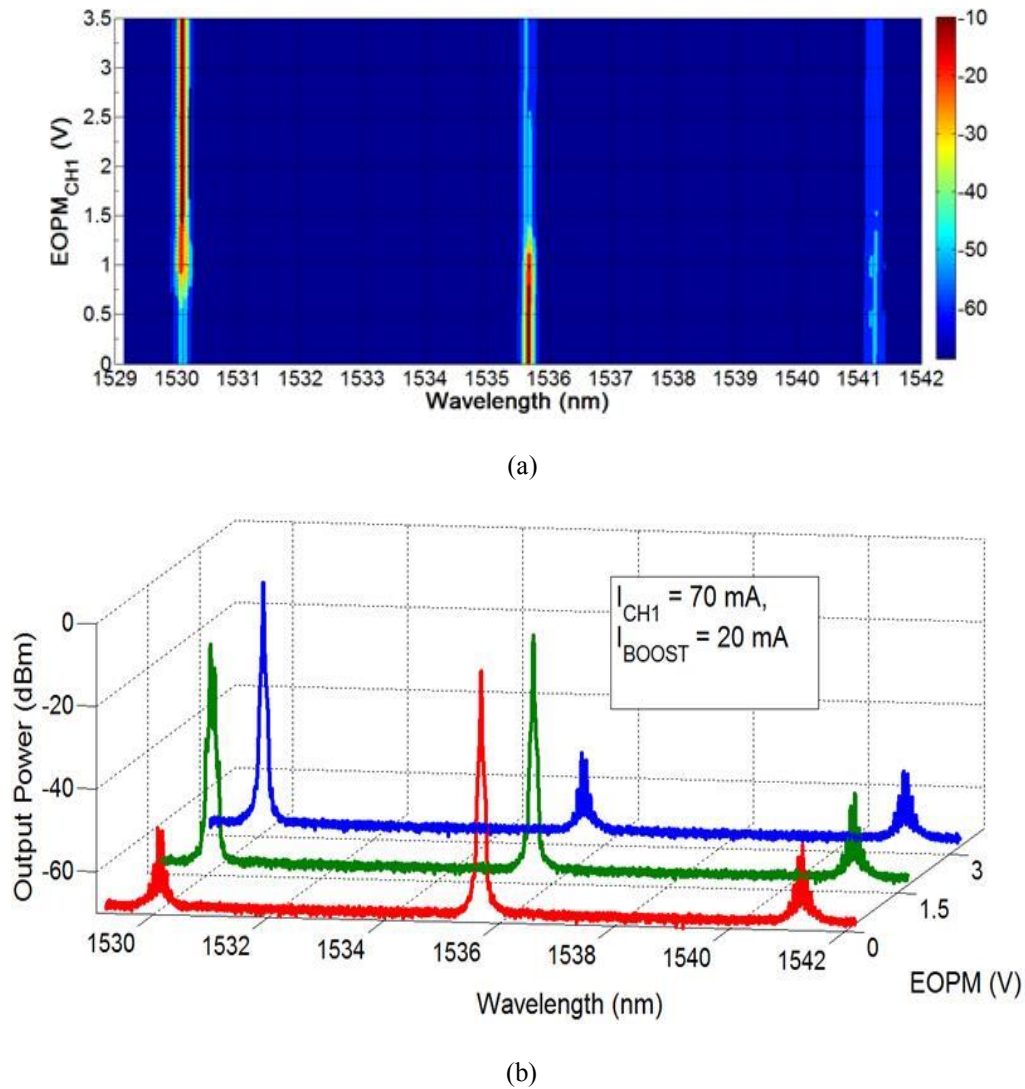 3.5
3
2.5
2
1.5
1
0.5
0
EOPM_CH1 (V)
1529 1530 1531 1532 1533 1534 1535 1536 1537 1538 1539 1540 1541 1542
Wavelength (nm)
-10
-20
-30
-40
-50
-60
(a)
I_CH1 = 70 mA,
I_BOOST = 20 mA
0
-20
-40
-60
Output Power (dBm)
1530 1532 1534 1536 1538 1540 1542
Wavelength (nm)
0
1.5
3
EOPM (V)
(b)